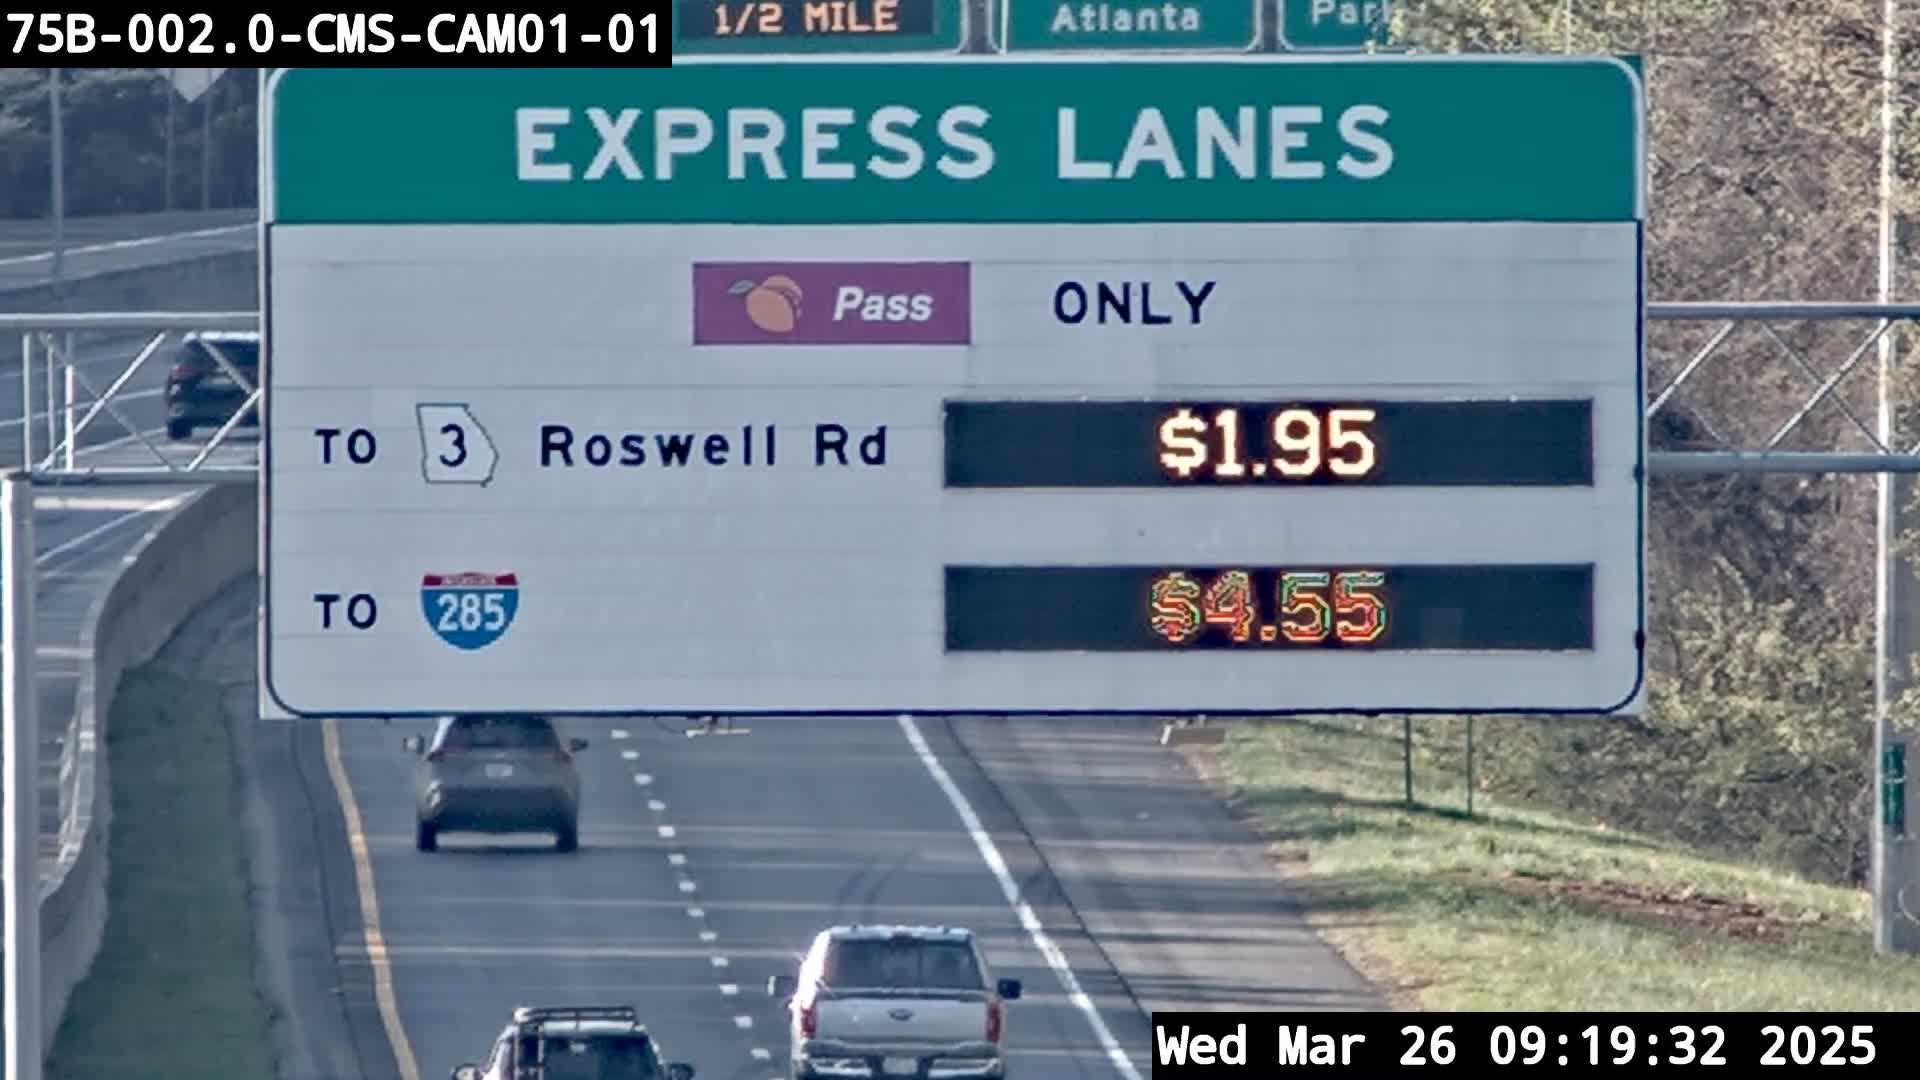 75B-002.0-CMS-CAM01-01
1/2 MILE
Atlanta
EXPRESS LANES
Pass ONLY
TO 3 Roswell Rd $1.95
TO 285 $4.55
Wed Mar 26 09:19:32 2025